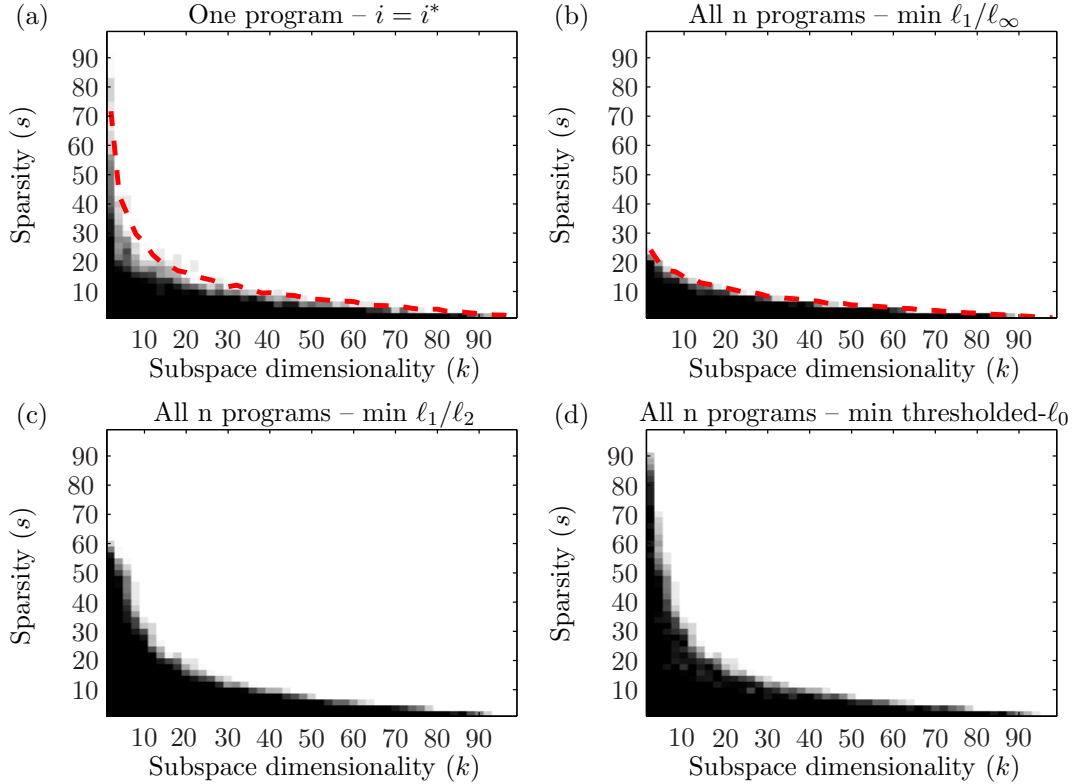 (a) One program – i = i*
Sparsity (s)
90
80
70
60
50
40
30
20
10
10 20 30 40 50 60 70 80 90
Subspace dimensionality (k)
(b) All n programs – min ℓ₁/ℓ∞
Sparsity (s)
90
80
70
60
50
40
30
20
10
10 20 30 40 50 60 70 80 90
Subspace dimensionality (k)
(c) All n programs – min ℓ₁/ℓ₂
Sparsity (s)
90
80
70
60
50
40
30
20
10
10 20 30 40 50 60 70 80 90
Subspace dimensionality (k)
(d) All n programs – min thresholded-ℓ₀
Sparsity (s)
90
80
70
60
50
40
30
20
10
10 20 30 40 50 60 70 80 90
Subspace dimensionality (k)